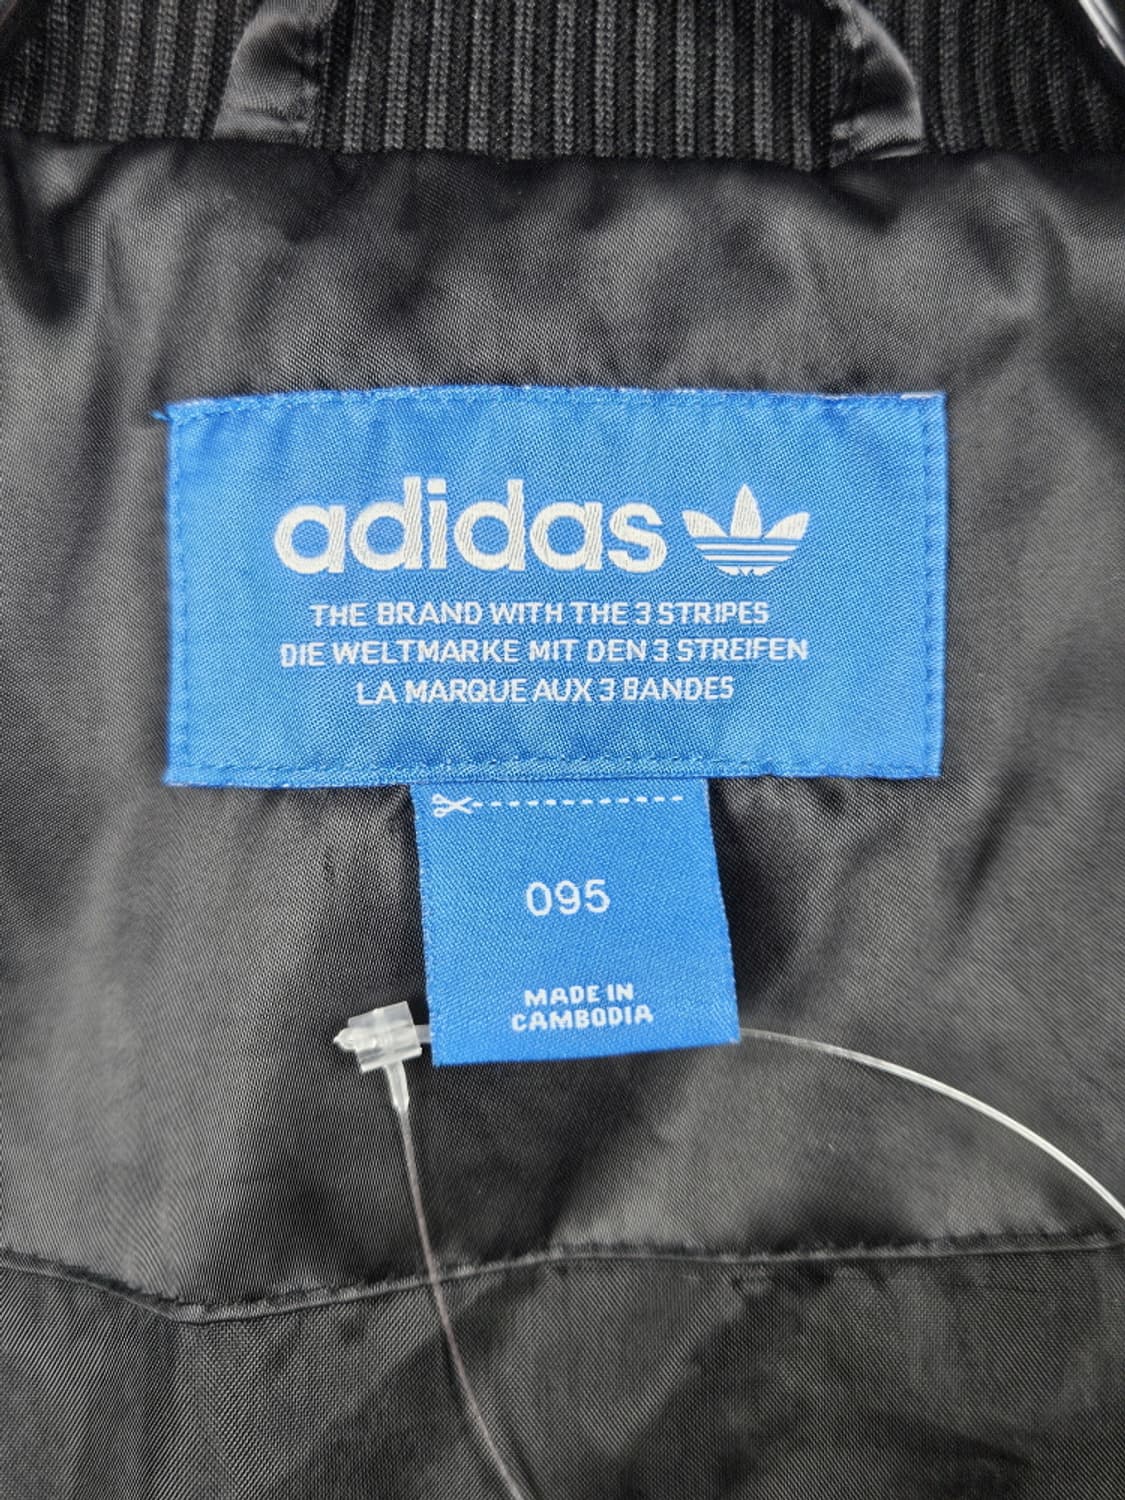 adidas
THE BRAND WITH THE 3 STRIPES
DIE WELTMARKE MIT DEN 3 STREIFEN
LA MARQUE AUX 3 BANDES
095
MADE IN
CAMBODIA